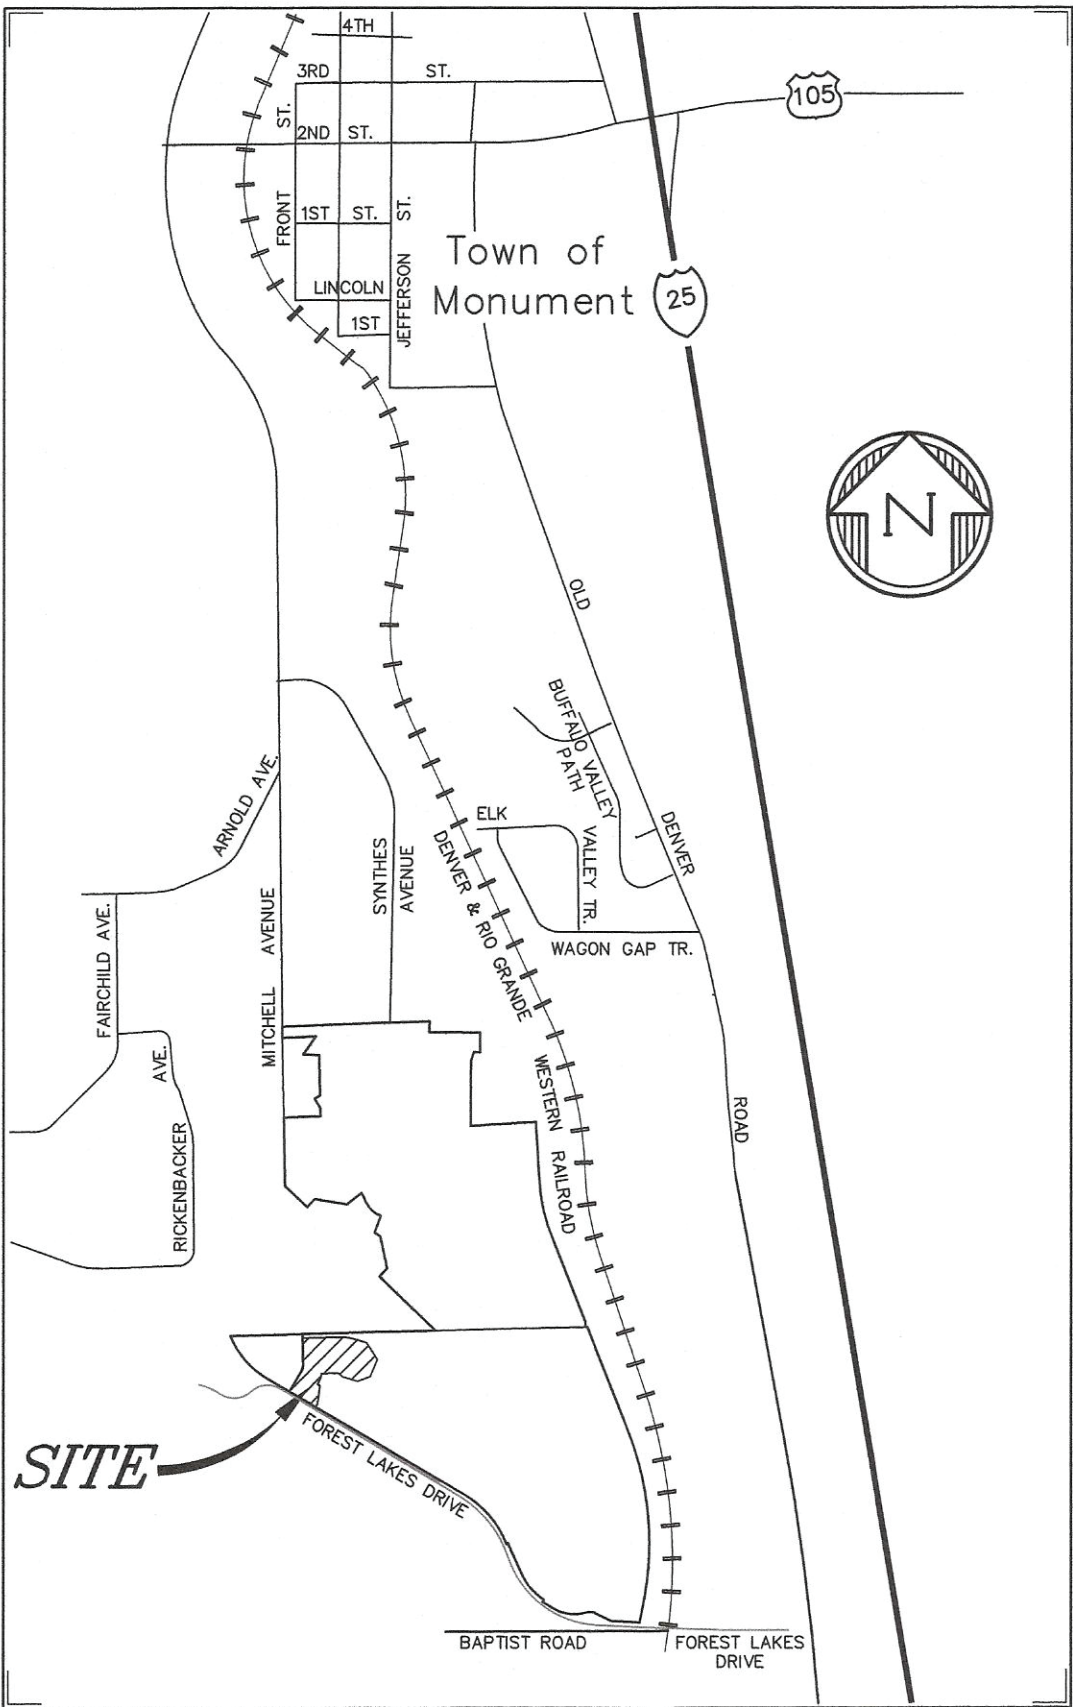 4TH
3RD ST.
105
ST.
2ND ST.
FRONT
1ST ST.
ST.
JEFFERSON
Town of
Monument
25
LINCOLN
1ST
N
OLD
BUFFALO VALLEY
PATH
ARNOLD AVE.
ELK
VALLEY TR.
DENVER
SYNTHES
AVENUE
DENVER & RIO GRANDE
WAGON GAP TR.
FAIRCHILD AVE.
MITCHELL AVENUE
AVE.
RICKENBACKER
WESTERN RAILROAD
ROAD
SITE
FOREST LAKES DRIVE
BAPTIST ROAD
FOREST LAKES
DRIVE